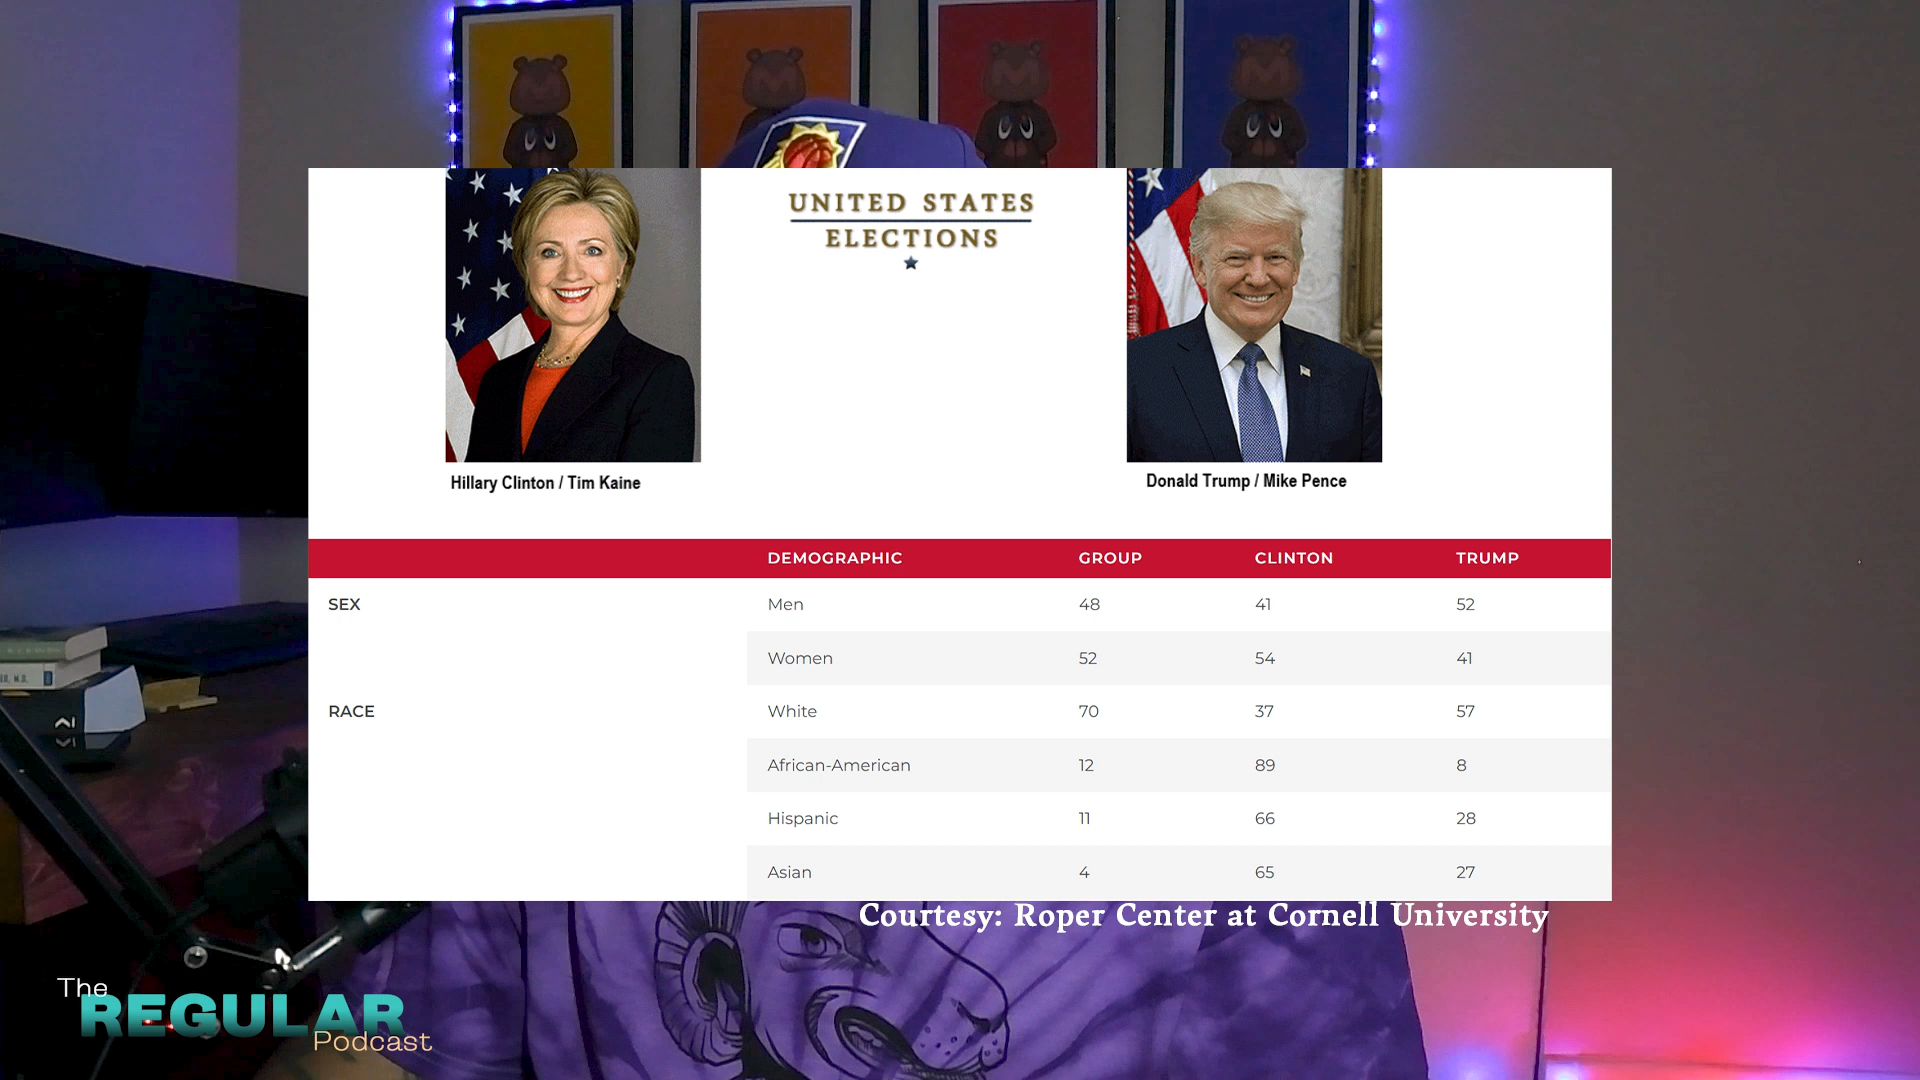 UNITED STATES
ELECTIONS
Hillary Clinton / Tim Kaine
Donald Trump / Mike Pence
DEMOGRAPHIC GROUP CLINTON TRUMP
SEX Men 48 41 52
Women 52 54 41
RACE White 70 37 57
African-American 12 89 8
Hispanic 11 66 28
Asian 4 65 27
Courtesy: Roper Center at Cornell University
The
REGULAR
Podcast